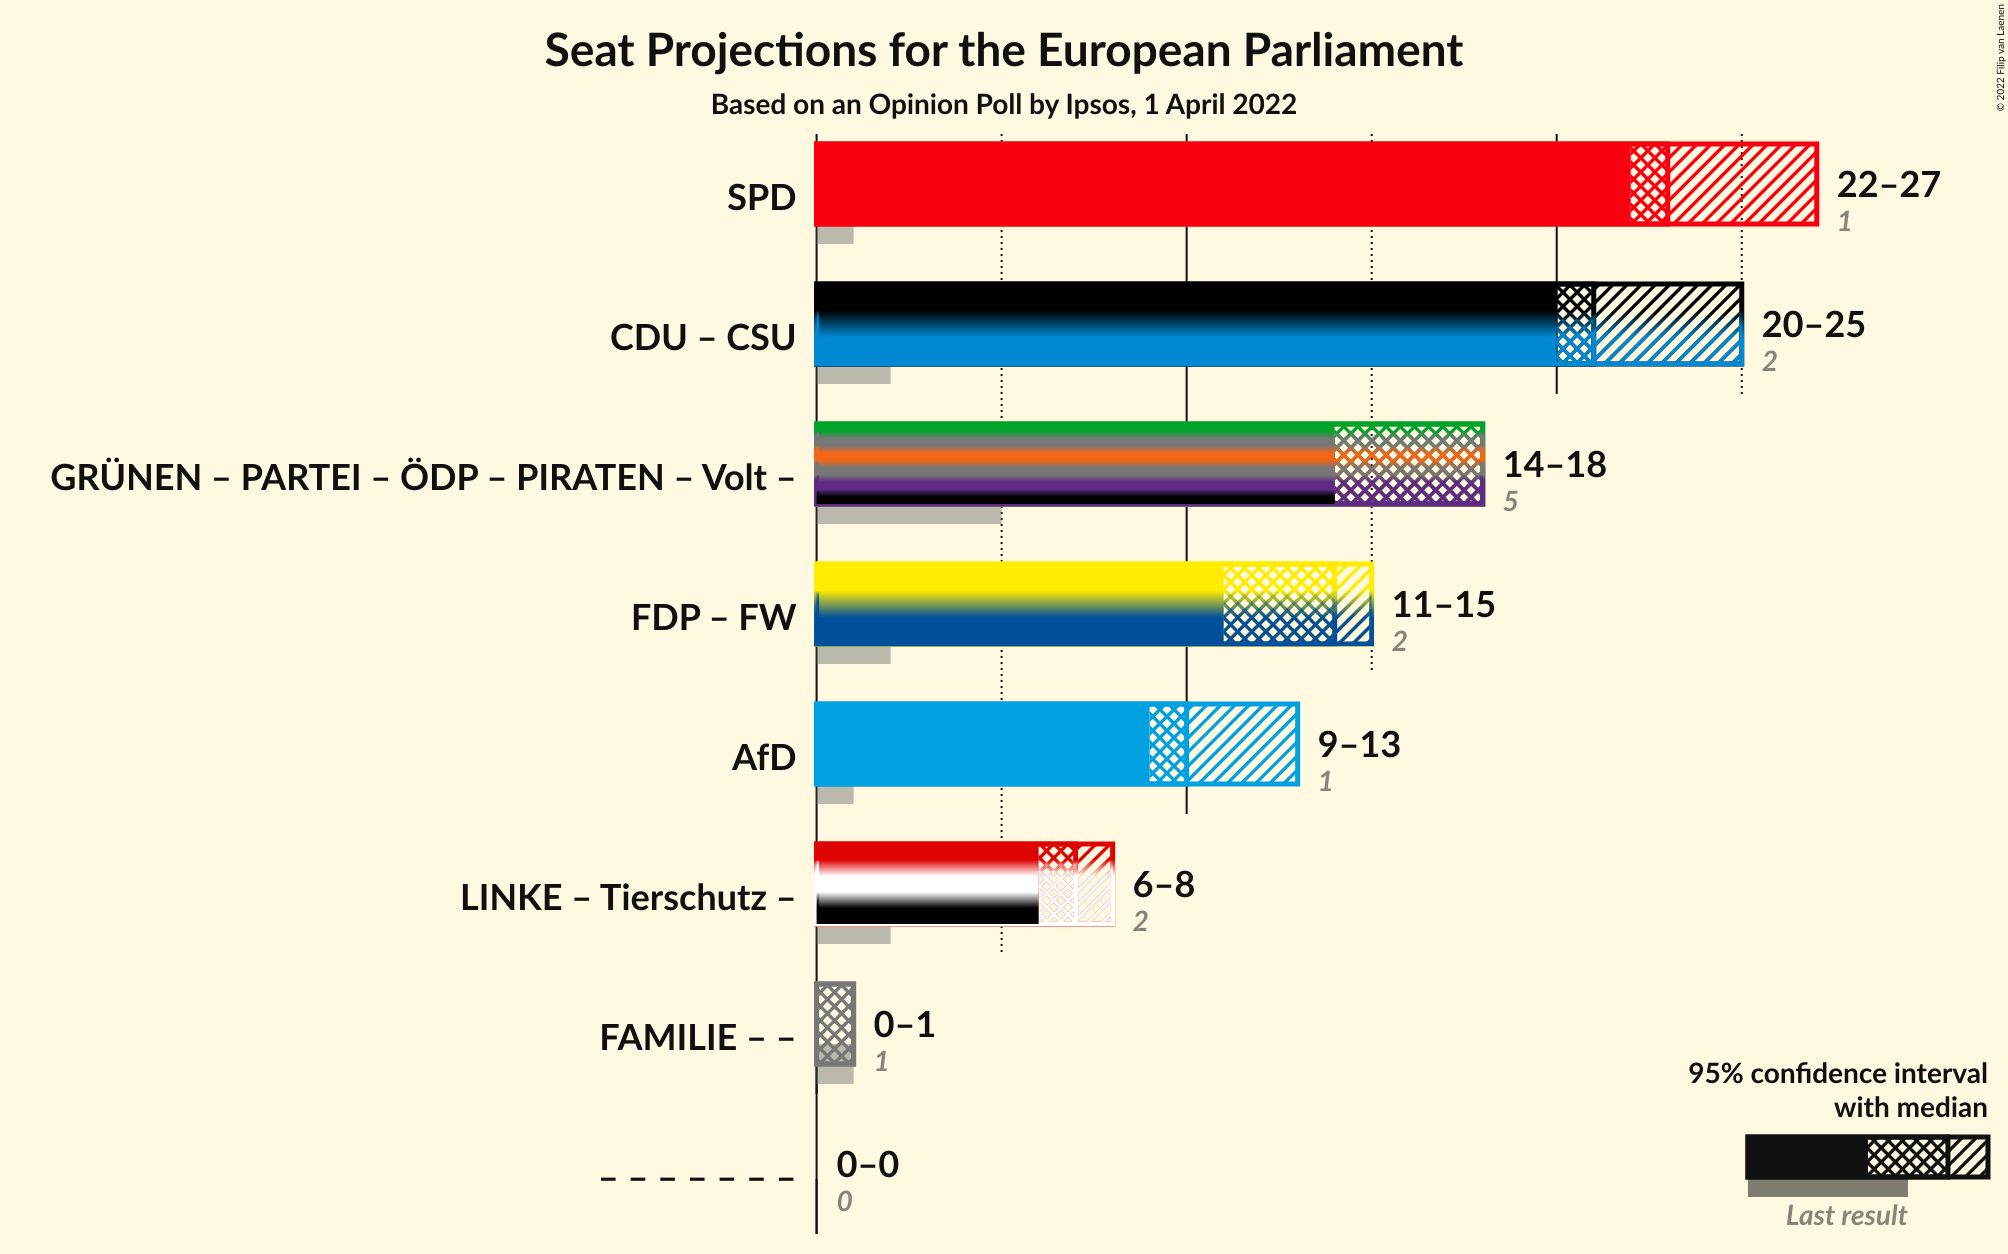 Seat Projections for the European Parliament
Based on an Opinion Poll by Ipsos, 1 April 2022
© 2022 Filip van Laenen
SPD
22–27
1
CDU – CSU
20–25
2
GRÜNEN – PARTEI – ÖDP – PIRATEN – Volt –
14–18
5
FDP – FW
11–15
2
AfD
9–13
1
LINKE – Tierschutz –
6–8
2
FAMILIE – –
0–1
1
– – – – – – –
0–0
0
95% confidence interval
with median
Last result